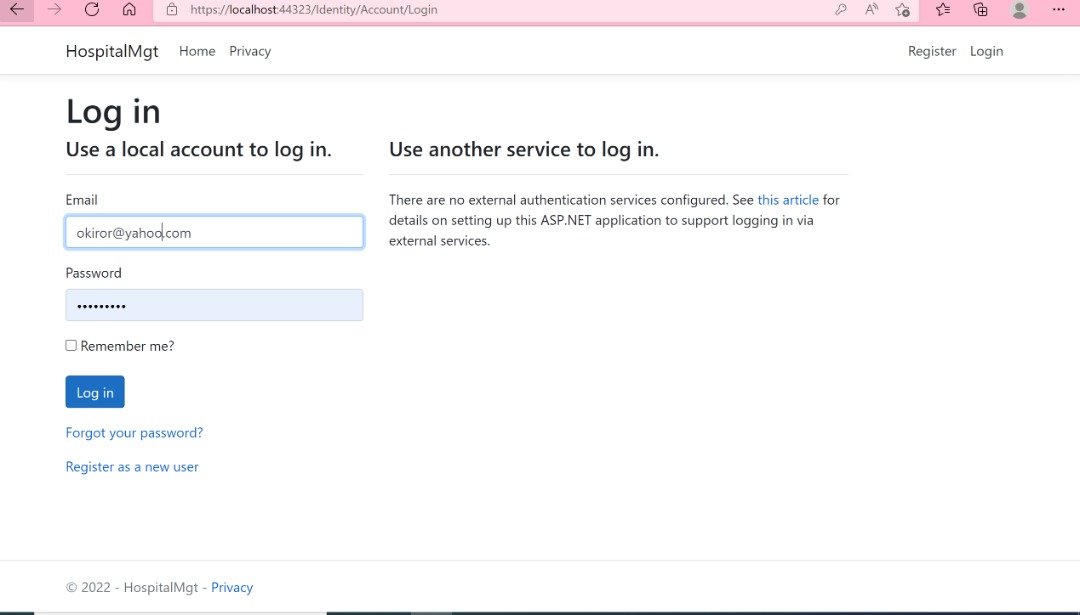 https://localhost:44323/Identity/Account/Login
HospitalMgt Home Privacy Register Login
Log in
Use a local account to log in.
Email
okiror@yahoo.com
Password
•••••••••
Remember me?
Log in
Forgot your password?
Register as a new user
Use another service to log in.
There are no external authentication services configured. See this article for
details on setting up this ASP.NET application to support logging in via
external services.
© 2022 - HospitalMgt - Privacy